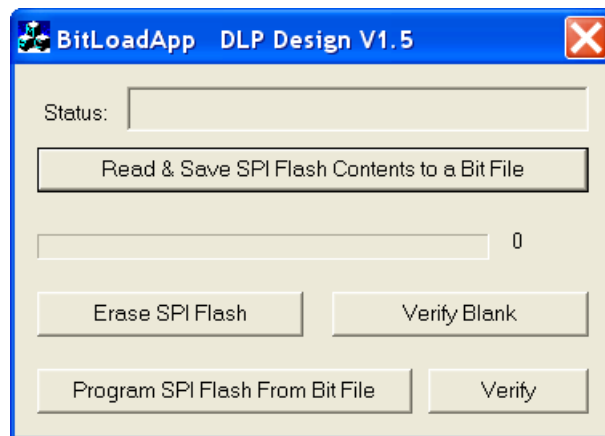 BitLoadApp DLP Design V1.5
Status:
Read & Save SPI Flash Contents to a Bit File
0
Erase SPI Flash Verify Blank
Program SPI Flash From Bit File Verify